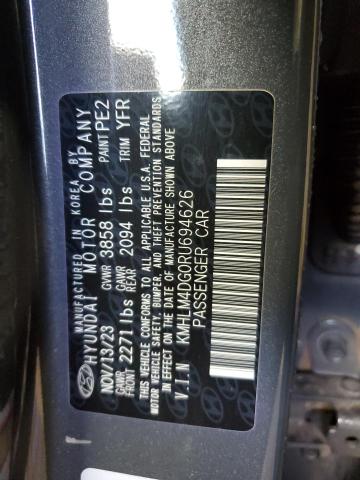 MANUFACTURED IN KOREA BY
HYUNDAI MOTOR COMPANY
NOV/13/23 GVWR 3858 lbs PAINT PE2
GAWR FRONT 2271 lbs GAWR REAR 2094 lbs TRIM YFR
THIS VEHICLE CONFORMS TO ALL APPLICABLE U.S.A. FEDERAL
MOTOR VEHICLE SAFETY, BUMPER, AND THEFT PREVENTION
STANDARDS IN EFFECT ON THE DATE OF MANUFACTURE SHOWN ABOVE
V.I.N KMHLM4DG0RU694626
PASSENGER CAR